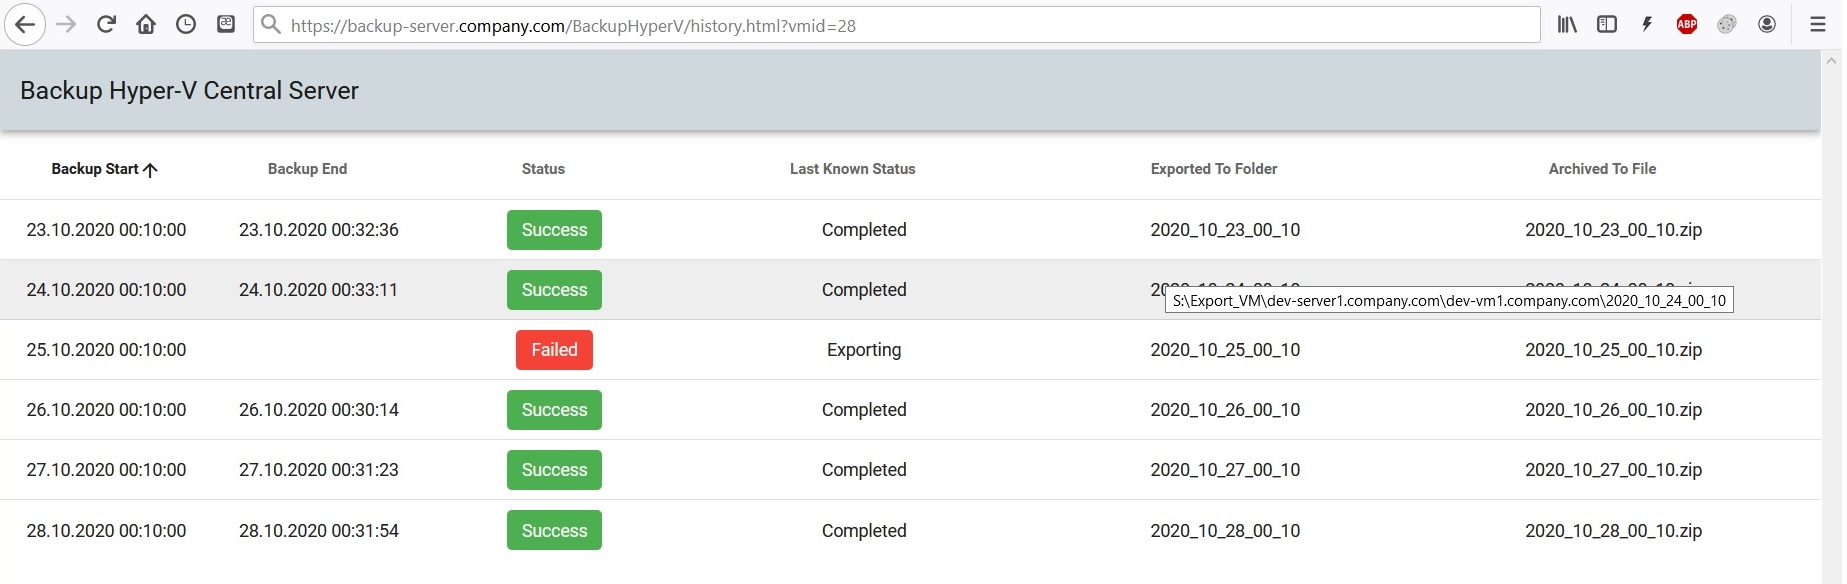 https://backup-server.company.com/BackupHyperV/history.html?vmid=28
ABP
Backup Hyper-V Central Server
Backup Start Backup End Status Last Known Status Exported To Folder Archived To File
23.10.2020 00:10:00 23.10.2020 00:32:36 Success Completed 2020_10_23_00_10 2020_10_23_00_10.zip
24.10.2020 00:10:00 24.10.2020 00:33:11 Success Completed
S:\Export_VM\dev-server1.company.com\dev-vm1.company.com\2020_10_24_00_10
25.10.2020 00:10:00 Failed Exporting 2020_10_25_00_10 2020_10_25_00_10.zip
26.10.2020 00:10:00 26.10.2020 00:30:14 Success Completed 2020_10_26_00_10 2020_10_26_00_10.zip
27.10.2020 00:10:00 27.10.2020 00:31:23 Success Completed 2020_10_27_00_10 2020_10_27_00_10.zip
28.10.2020 00:10:00 28.10.2020 00:31:54 Success Completed 2020_10_28_00_10 2020_10_28_00_10.zip